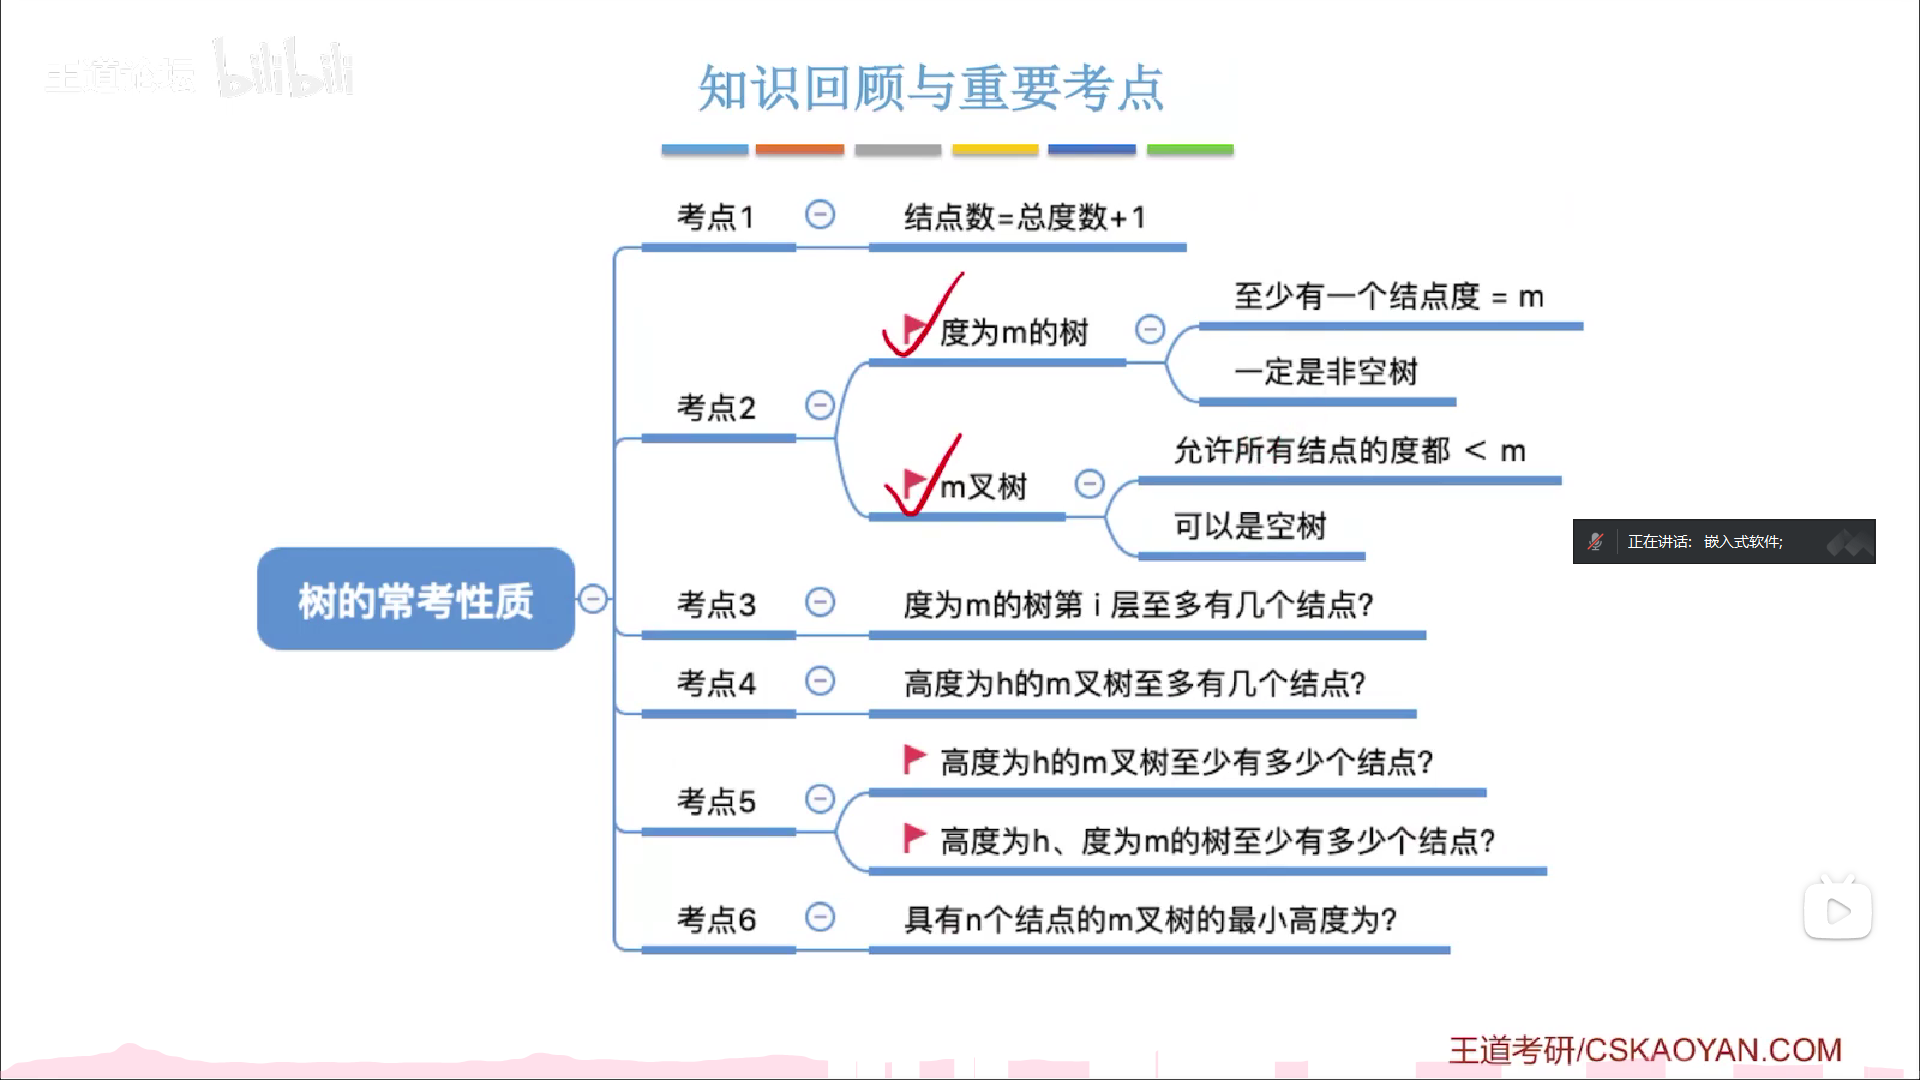 王道论坛 bilibili
知识回顾与重要考点
考点1
结点数=总度数+1
考点2
度为m的树
至少有一个结点度 = m
一定是非空树
m叉树
允许所有结点的度都 < m
可以是空树
正在讲话: 嵌入式软件;
树的常考性质
考点3
度为m的树第 i 层至多有几个结点?
考点4
高度为h的m叉树至多有几个结点?
考点5
高度为h的m叉树至少有多少个结点?
高度为h、度为m的树至少有多少个结点?
考点6
具有n个结点的m叉树的最小高度为?
王道考研/CSKAOYAN.COM